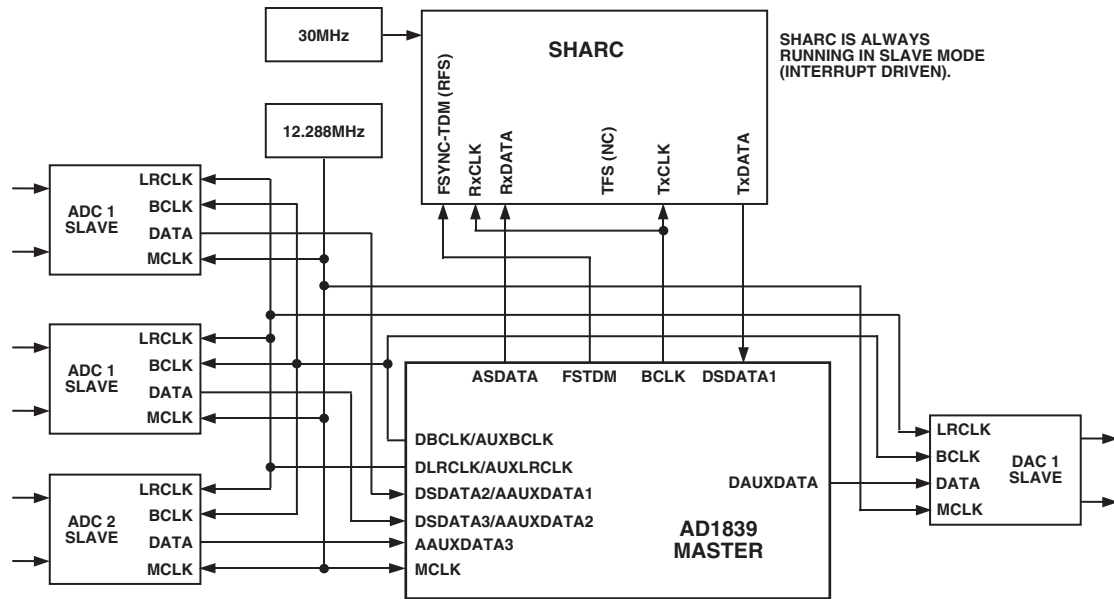 30MHz
SHARC
SHARC IS ALWAYS
RUNNING IN SLAVE MODE
(INTERRUPT DRIVEN).
12.288MHz
FSYNC-TDM (RFS)
RxCLK
RxDATA
TFS (NC)
TxCLK
TxDATA
ADC 1
SLAVE
LRCLK
BCLK
DATA
MCLK
ADC 1
SLAVE
LRCLK
BCLK
DATA
MCLK
ADC 2
SLAVE
LRCLK
BCLK
DATA
MCLK
ASDATA
FSTDM
BCLK
DSDATA1
DBCLK/AUXBCLK
DLRCLK/AUXLRCLK
DSDATA2/AAUXDATA1
DSDATA3/AAUXDATA2
AAUXDATA3
MCLK
DAUXDATA
AD1839
MASTER
LRCLK
BCLK
DATA
MCLK
DAC 1
SLAVE